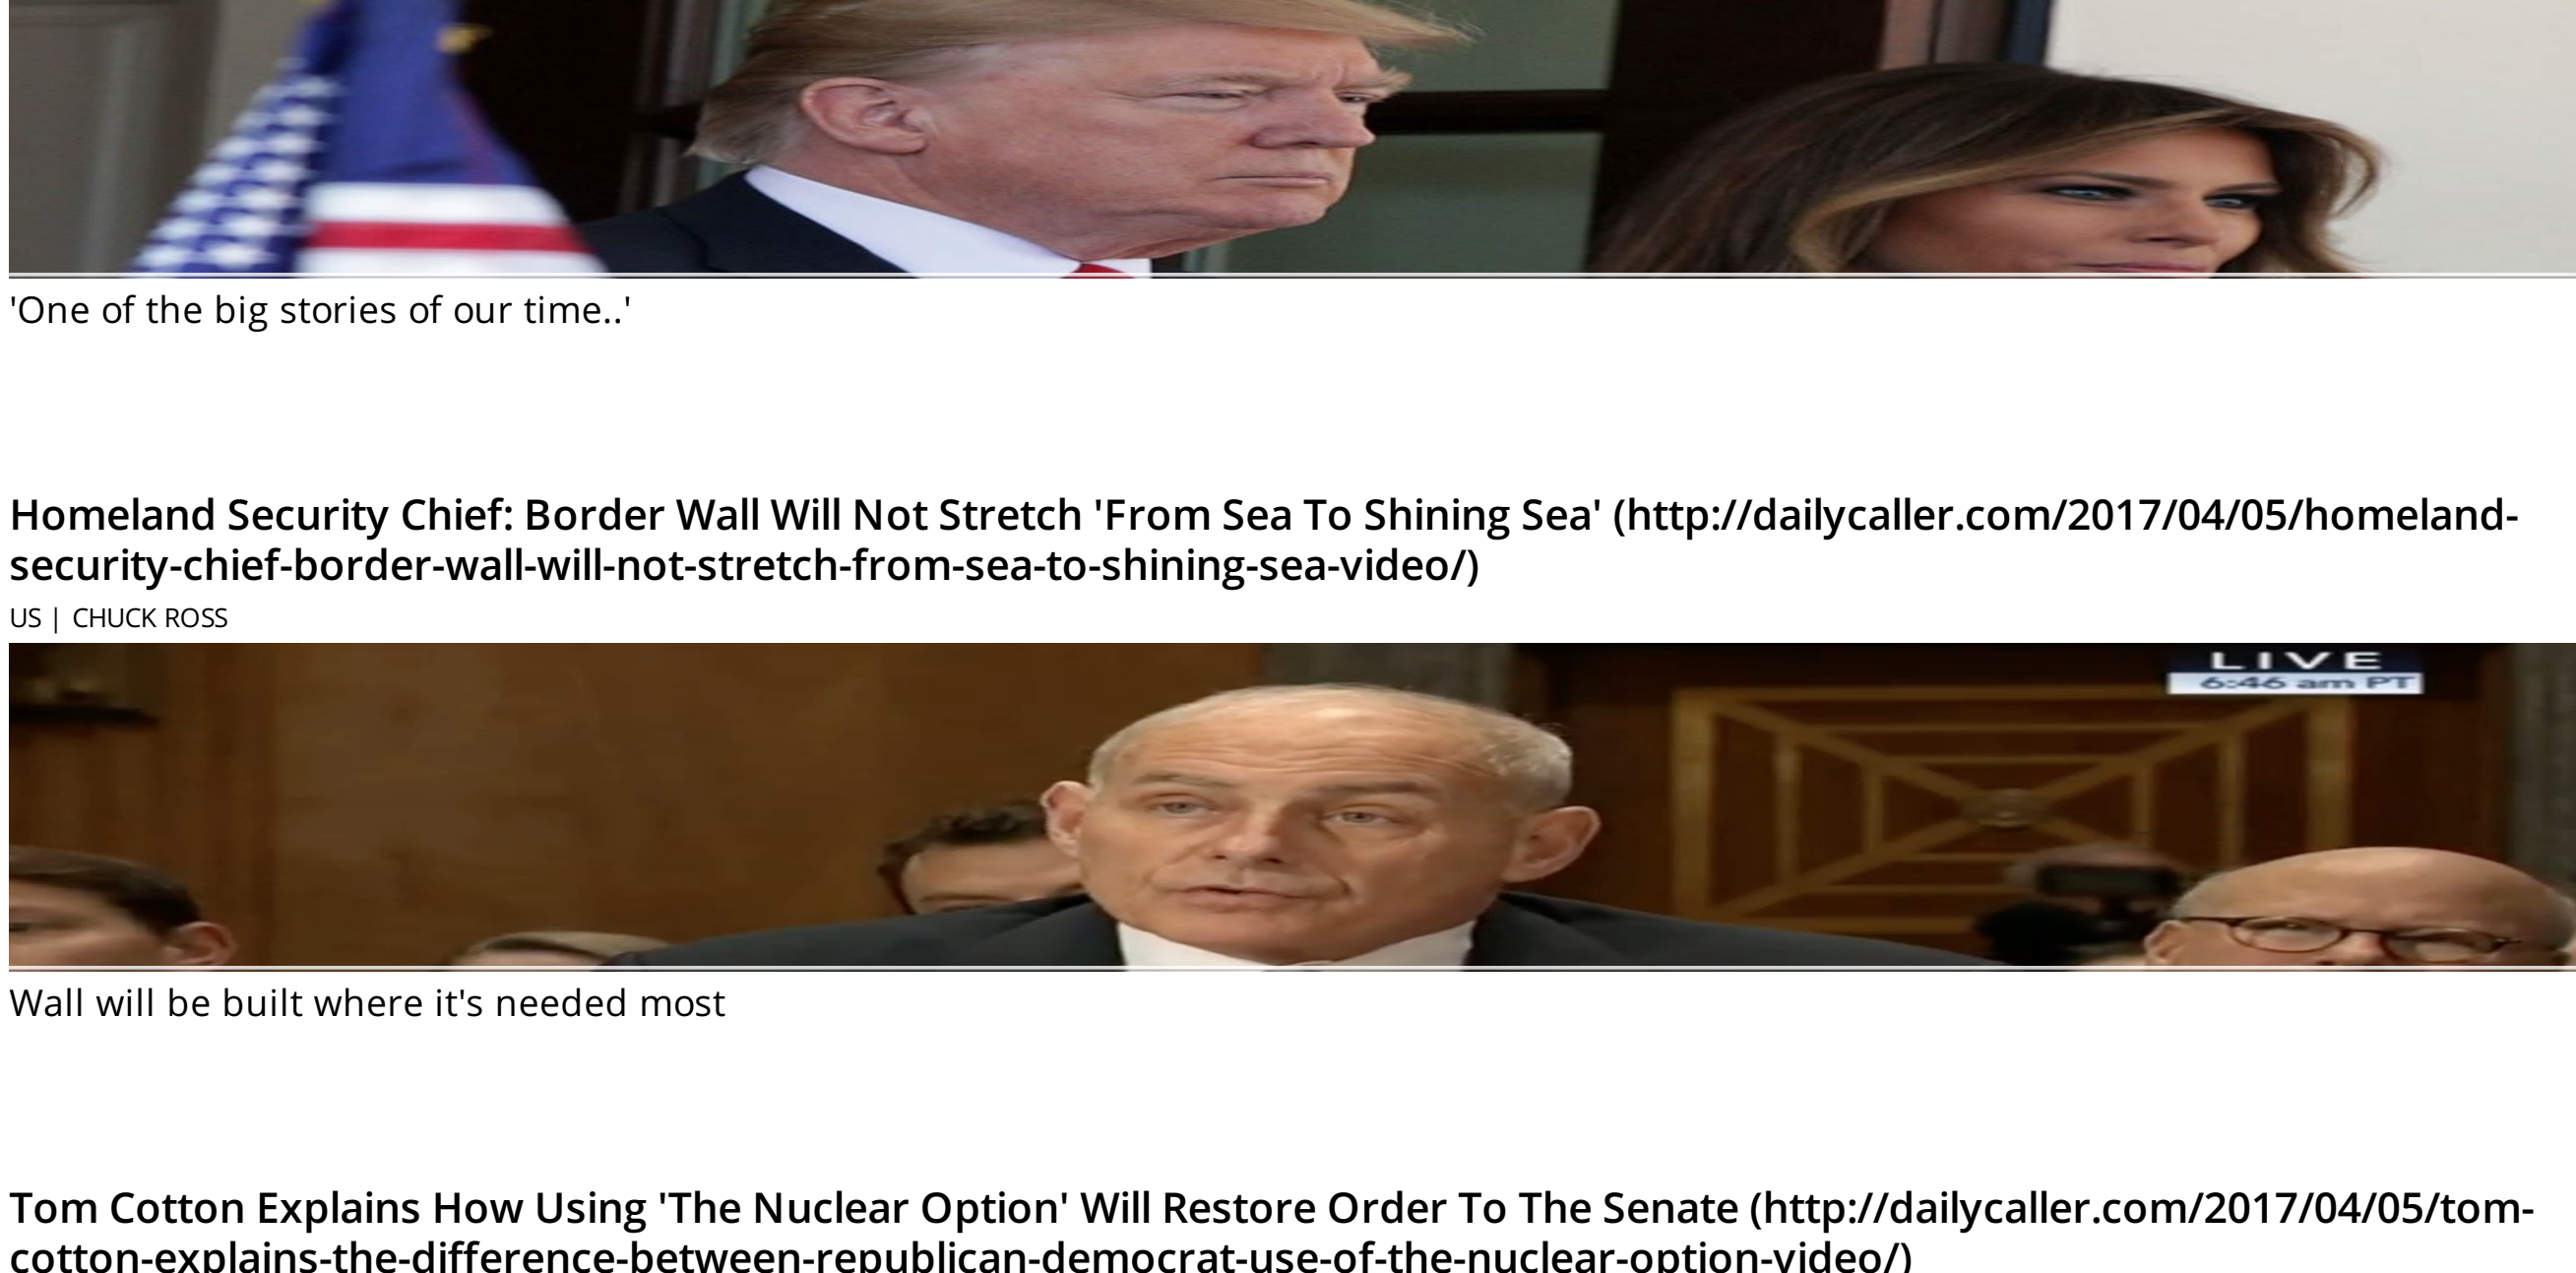 'One of the big stories of our time..'
Homeland Security Chief: Border Wall Will Not Stretch 'From Sea To Shining Sea' (http://dailycaller.com/2017/04/05/homeland-
security-chief-border-wall-will-not-stretch-from-sea-to-shining-sea-video/)
US | CHUCK ROSS
LIVE
6:46 am PT
Wall will be built where it's needed most
Tom Cotton Explains How Using 'The Nuclear Option' Will Restore Order To The Senate (http://dailycaller.com/2017/04/05/tom-
cotton-explains-the-difference-between-republican-democrat-use-of-the-nuclear-option-video/)